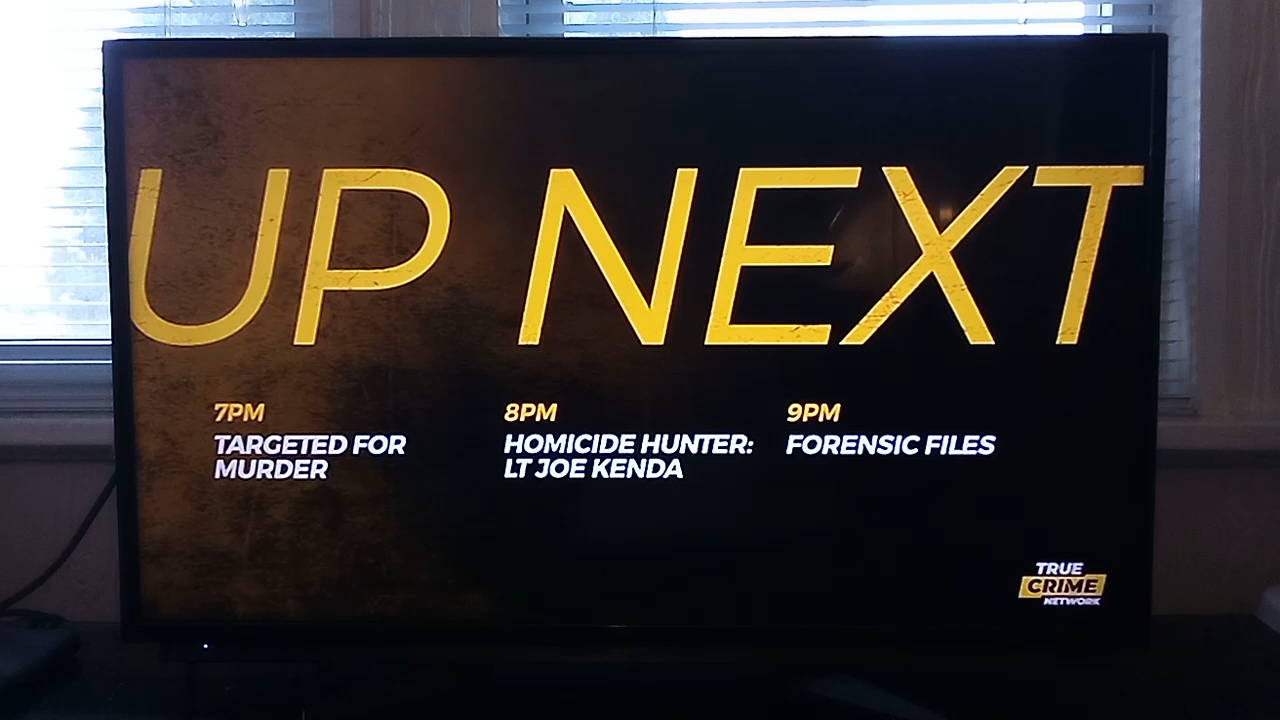 UP NEXT
7PM
TARGETED FOR
MURDER
8PM
HOMICIDE HUNTER:
LT JOE KENDA
9PM
FORENSIC FILES
TRUE
CRIME
NETWORK